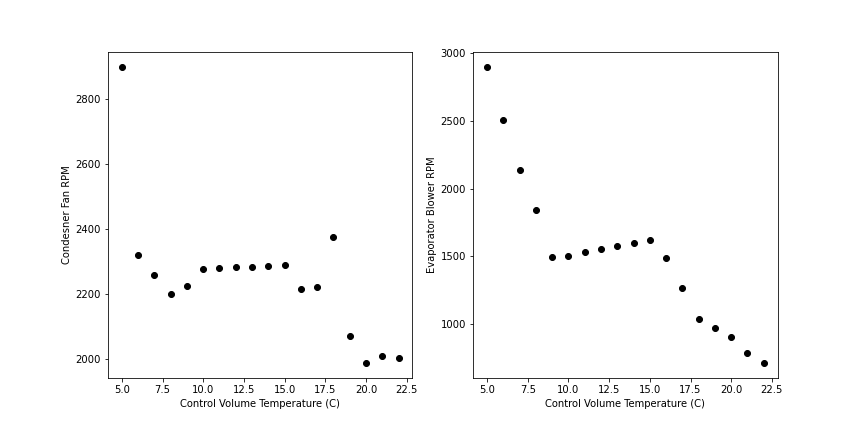 2800
2600
2400
2200
2000
Condesner Fan RPM
5.0 7.5 10.0 12.5 15.0 17.5 20.0 22.5
Control Volume Temperature (C)
3000
2500
2000
1500
1000
Evaporator Blower RPM
5.0 7.5 10.0 12.5 15.0 17.5 20.0 22.5
Control Volume Temperature (C)